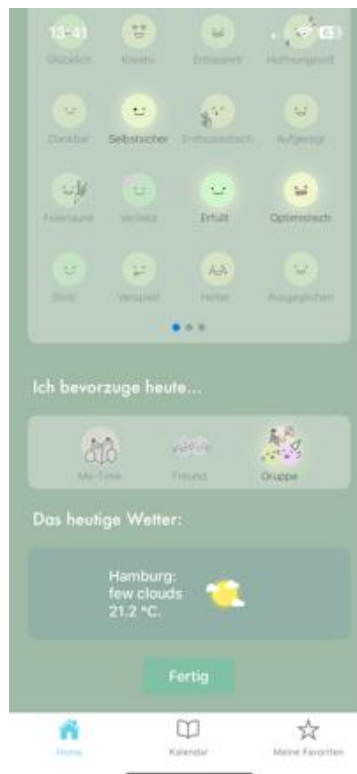 13:41
Glücklich Kreativ Entspannt Hoffnungsvoll
Dankbar Selbstsicher Enthusiastisch Aufgeregt
Feierlaune Verliebt Erfüllt Optimistisch
Stolz Verspielt Heiter Ausgeglichen
Ich bevorzuge heute...
Me-Time Freund Gruppe
Das heutige Wetter:
Hamburg:
few clouds
21.2 °C.
Fertig
Home Kalendar Meine Favoriten